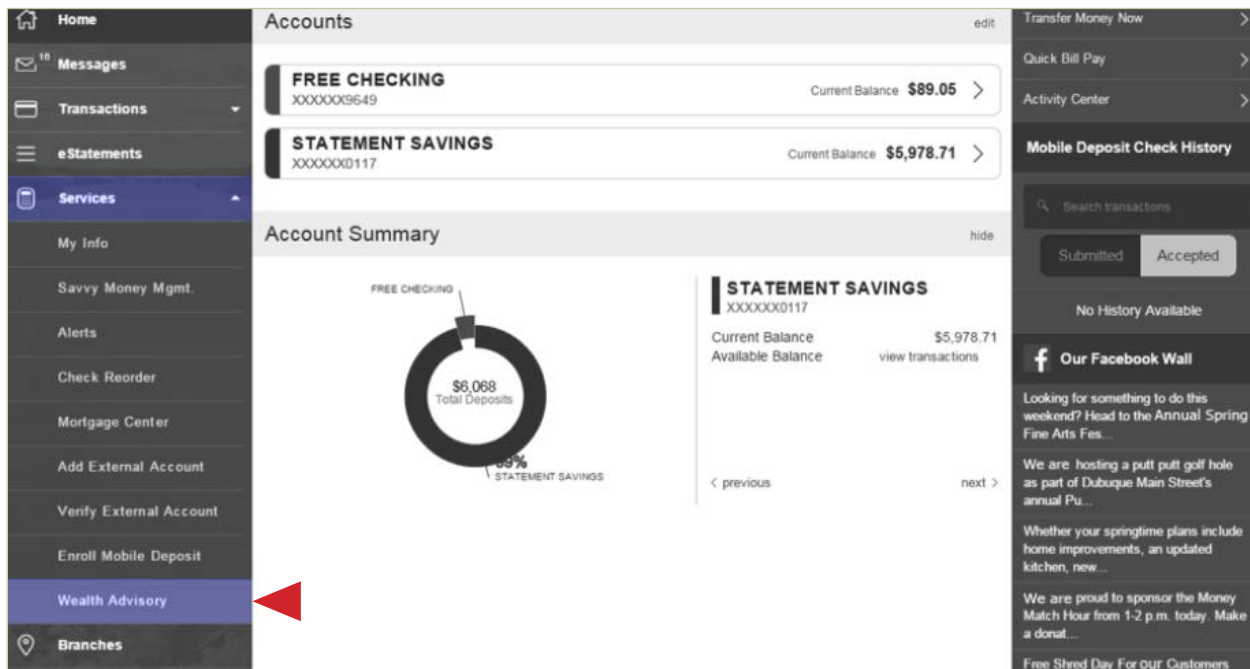 Home
16
Messages
Transactions
eStatements
Services
My Info
Savvy Money Mgmt.
Alerts
Check Reorder
Mortgage Center
Add External Account
Verify External Account
Enroll Mobile Deposit
Wealth Advisory
Branches
Accounts
edit
FREE CHECKING
XXXXXX9649
Current Balance $89.05
STATEMENT SAVINGS
XXXXXX0117
Current Balance $5,978.71
Account Summary
hide
FREE CHECKING
$6,068
Total Deposits
STATEMENT SAVINGS
STATEMENT SAVINGS
XXXXXX0117
Current Balance $5,978.71
Available Balance view transactions
< previous next >
Transfer Money Now
Quick Bill Pay
Activity Center
Mobile Deposit Check History
Search transactions
Submitted Accepted
No History Available
Our Facebook Wall
Looking for something to do this
weekend? Head to the Annual Spring
Fine Arts Fes...
We are hosting a putt putt golf hole
as part of Dubuque Main Street's
annual Pu...
Whether your springtime plans include
home improvements, an updated
kitchen, new...
We are proud to sponsor the Money
Match Hour from 1-2 p.m. today. Make
a donat...
Free Shred Day For our Customers